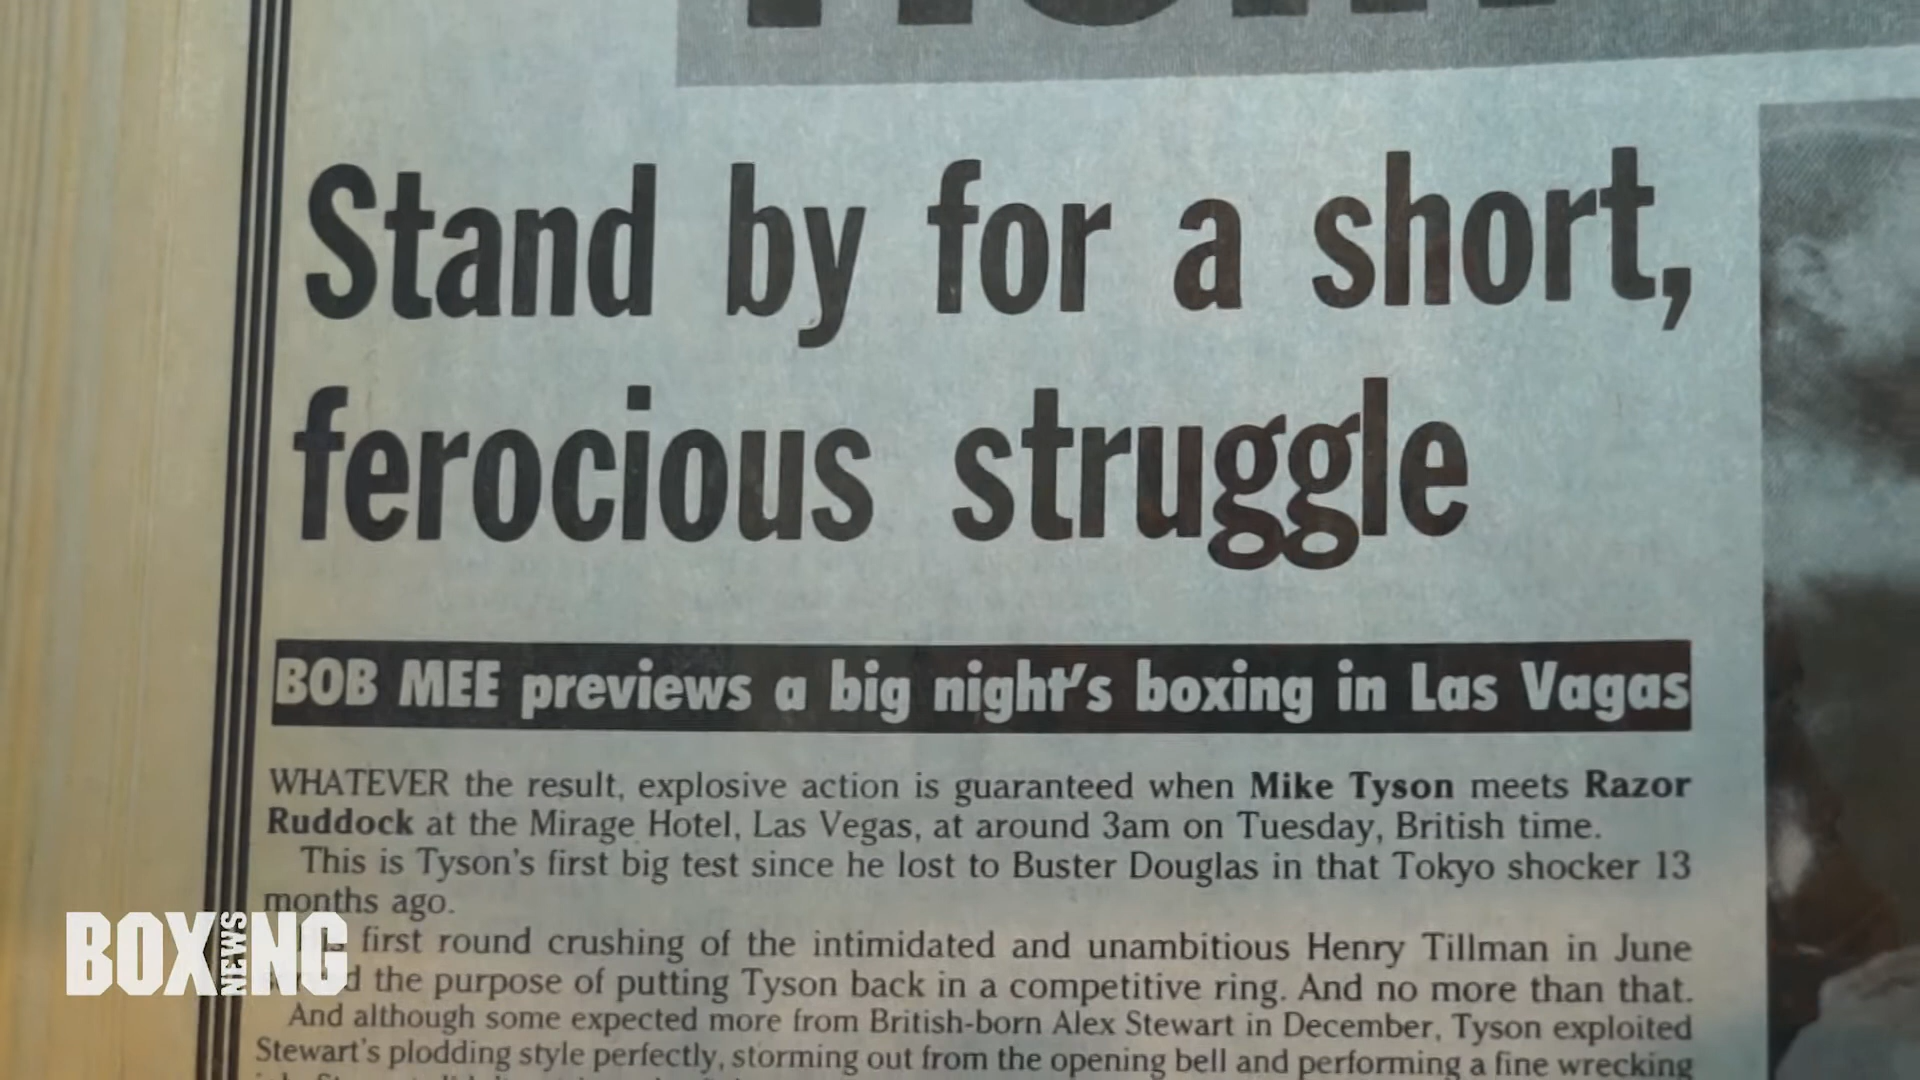 Stand by for a short,
ferocious struggle
BOB MEE previews a big night's boxing in Las Vagas
WHATEVER the result, explosive action is guaranteed when Mike Tyson meets Razor
Ruddock at the Mirage Hotel, Las Vegas, at around 3am on Tuesday, British time.
This is Tyson's first big test since he lost to Buster Douglas in that Tokyo shocker 13
months ago.
first round crushing of the intimidated and unambitious Henry Tillman in June
the purpose of putting Tyson back in a competitive ring. And no more than that.
And although some expected more from British-born Alex Stewart in December, Tyson exploited
Stewart's plodding style perfectly, storming out from the opening bell and performing a fine wrecking
BOXING
NEWS